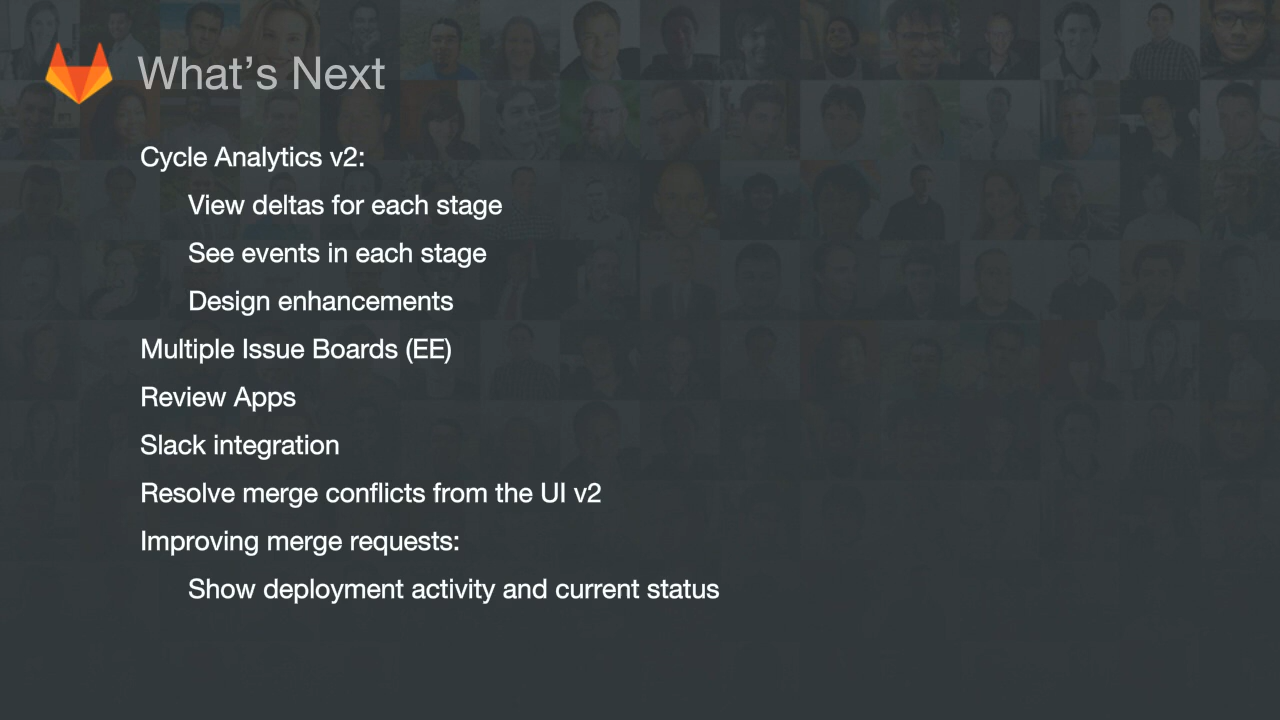 What’s Next
Cycle Analytics v2:
View deltas for each stage
See events in each stage
Design enhancements
Multiple Issue Boards (EE)
Review Apps
Slack integration
Resolve merge conflicts from the UI v2
Improving merge requests:
Show deployment activity and current status